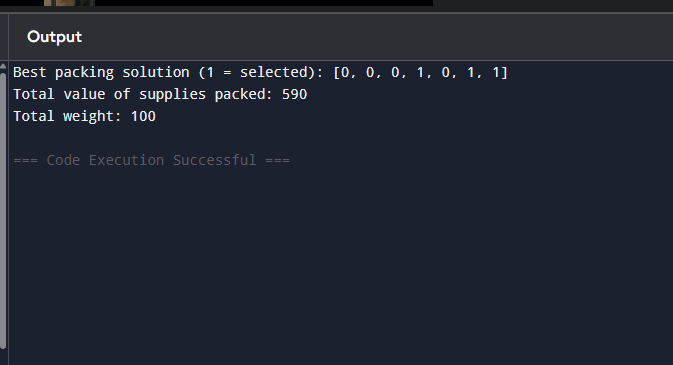 Output
Best packing solution (1 = selected): [0, 0, 0, 1, 0, 1, 1]
Total value of supplies packed: 590
Total weight: 100
=== Code Execution Successful ===